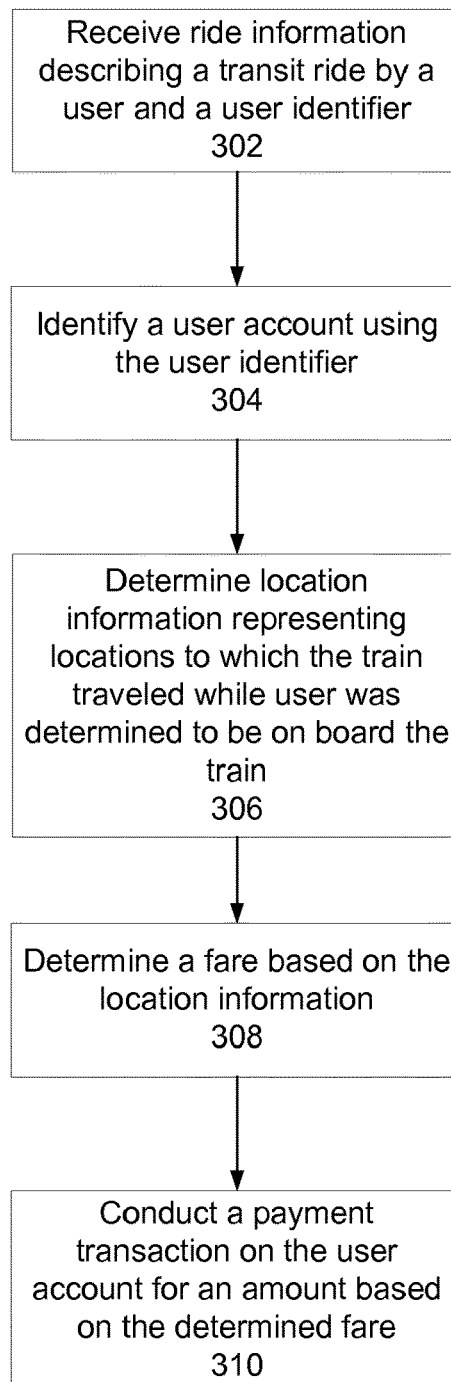 Receive ride information
describing a transit ride by a
user and a user identifier
302
Identify a user account using
the user identifier
304
Determine location
information representing
locations to which the train
traveled while user was
determined to be on board the
train
306
Determine a fare based on the
location information
308
Conduct a payment
transaction on the user
account for an amount based
on the determined fare
310